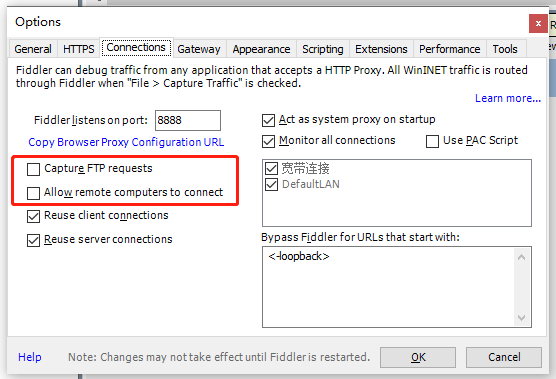 Options
General HTTPS Connections Gateway Appearance Scripting Extensions Performance Tools
Fiddler can debug traffic from any application that accepts a HTTP Proxy. All WinINET traffic is routed
through Fiddler when "File > Capture Traffic" is checked.
Learn more...
Fiddler listens on port: 8888
Copy Browser Proxy Configuration URL
Capture FTP requests
Allow remote computers to connect
Reuse client connections
Reuse server connections
Act as system proxy on startup
Monitor all connections Use PAC Script
宽带连接
DefaultLAN
Bypass Fiddler for URLs that start with:
<-loopback>
Help Note: Changes may not take effect until Fiddler is restarted. OK Cancel